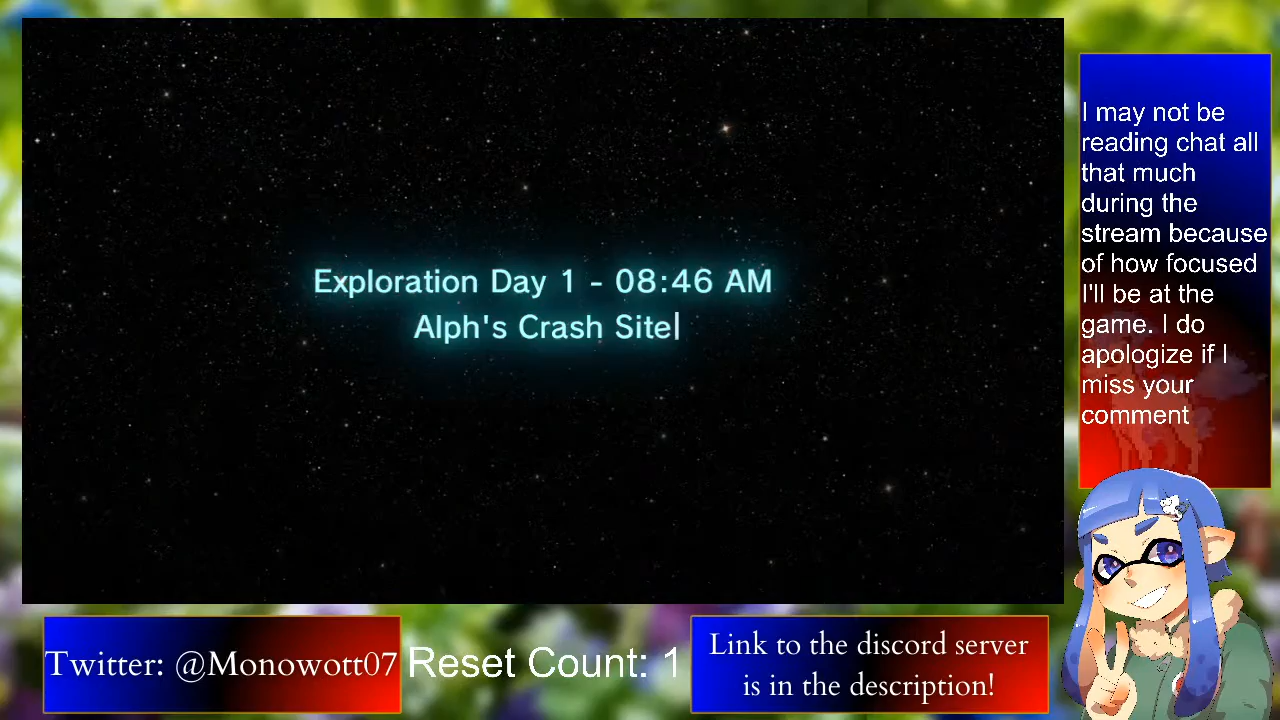 Exploration Day 1 - 08:46 AM
Alph's Crash Site
I may not be
reading chat all
that much
during the
stream because
of how focused
I'll be at the
game. I do
apologize if I
miss your
comment
Twitter: @Monowott07
Reset Count: 1
Link to the discord server
is in the description!